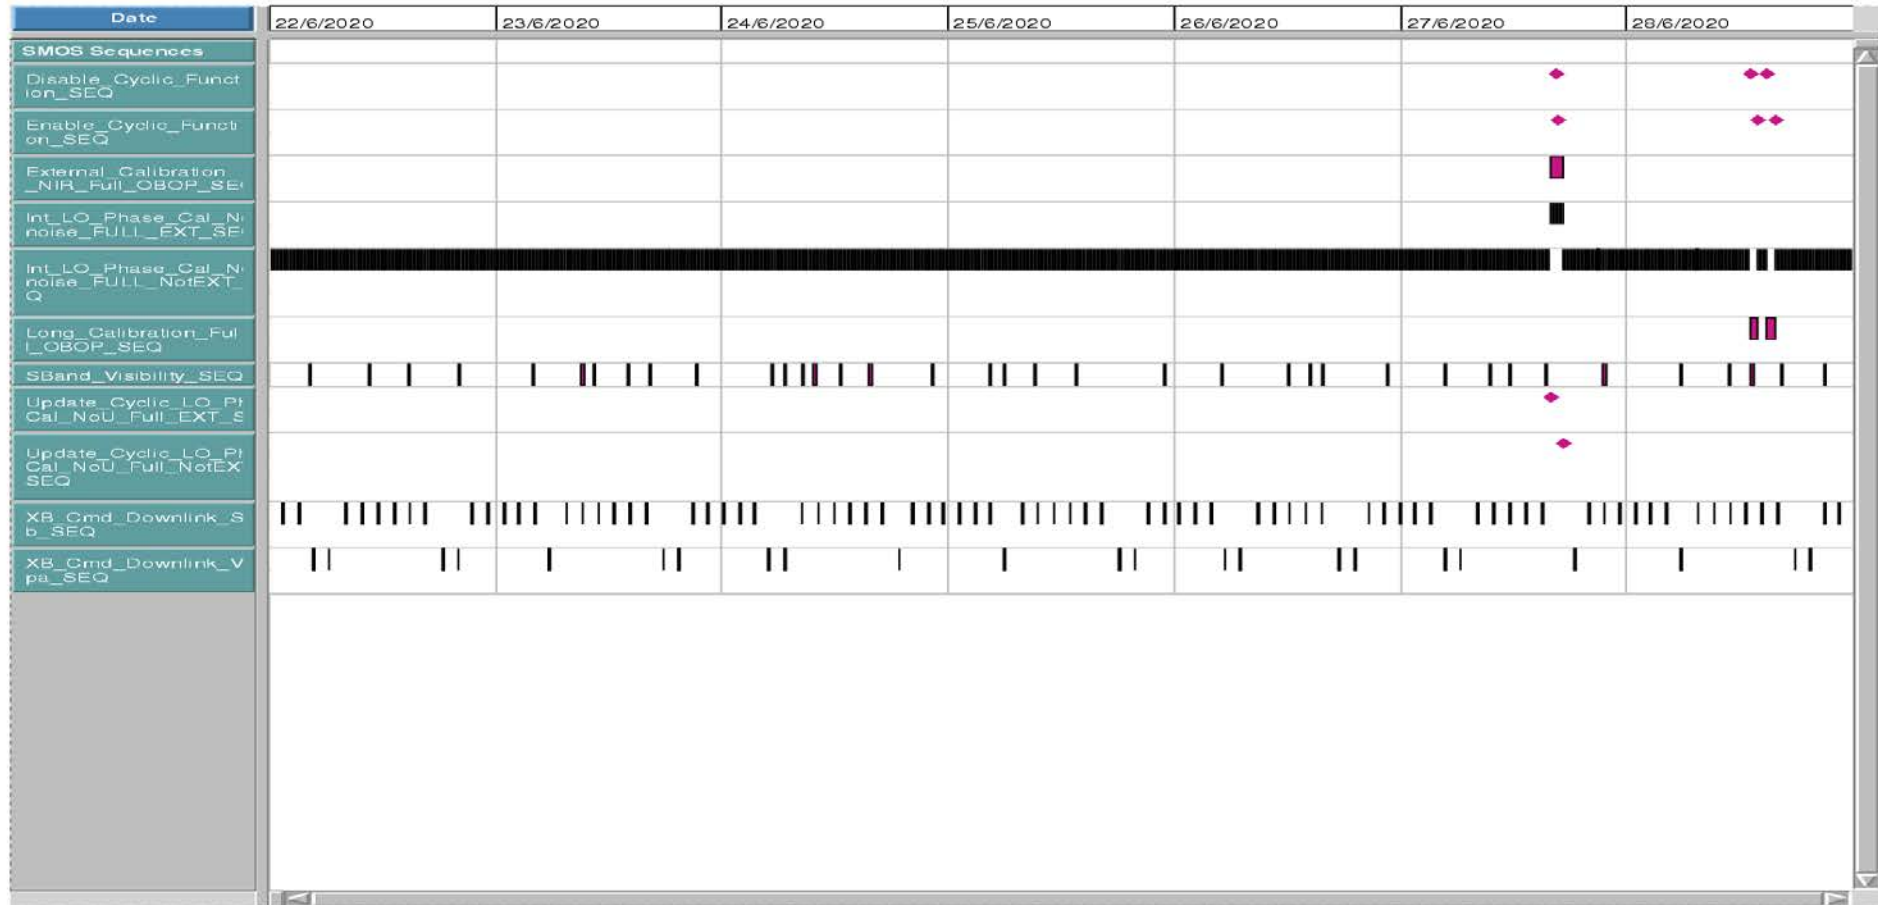 Date
22/6/2020 23/6/2020 24/6/2020 25/6/2020 26/6/2020 27/6/2020 28/6/2020
SMOS Sequences
Disable_Cyclic_Funct
ion_SEQ
Enable_Cyclic_Functi
on_SEQ
External_Calibration
_NIR_Full_OBOP_SE
Int_LO_Phase_Cal_N
noise_FULL_EXT_SE
Int_LO_Phase_Cal_N
noise_FULL_NotEXT_
Q
Long_Calibration_Ful
l_OBOP_SEQ
SBand_Visibility_SEQ
Update_Cyclic_LO_Ph
Cal_NoU_Full_EXT_S
Update_Cyclic_LO_Ph
Cal_NoU_Full_NotEX
SEQ
XB_Cmd_Downlink_S
b_SEQ
XB_Cmd_Downlink_V
pa_SEQ